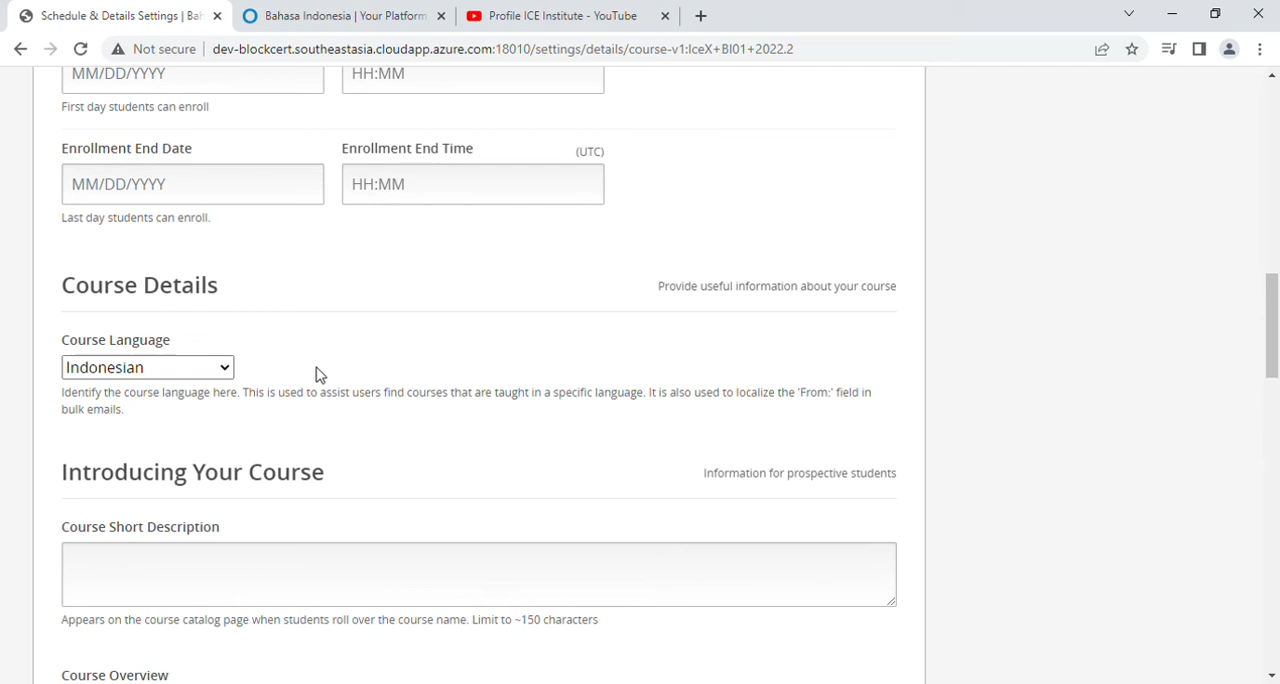 Schedule & Details Settings | Bah
Bahasa Indonesia | Your Platform
Profile ICE Institute - YouTube
Not secure
dev-blockcert.southeastasia.cloudapp.azure.com:18010/settings/details/course-v1:IceX+BI01+2022.2
MM/DD/YYYY
HH:MM
First day students can enroll
Enrollment End Date
Enrollment End Time
(UTC)
MM/DD/YYYY
HH:MM
Last day students can enroll.
Course Details
Provide useful information about your course
Course Language
Indonesian
Identify the course language here. This is used to assist users find courses that are taught in a specific language. It is also used to localize the 'From:' field in
bulk emails.
Introducing Your Course
Information for prospective students
Course Short Description
Appears on the course catalog page when students roll over the course name. Limit to ~150 characters
Course Overview